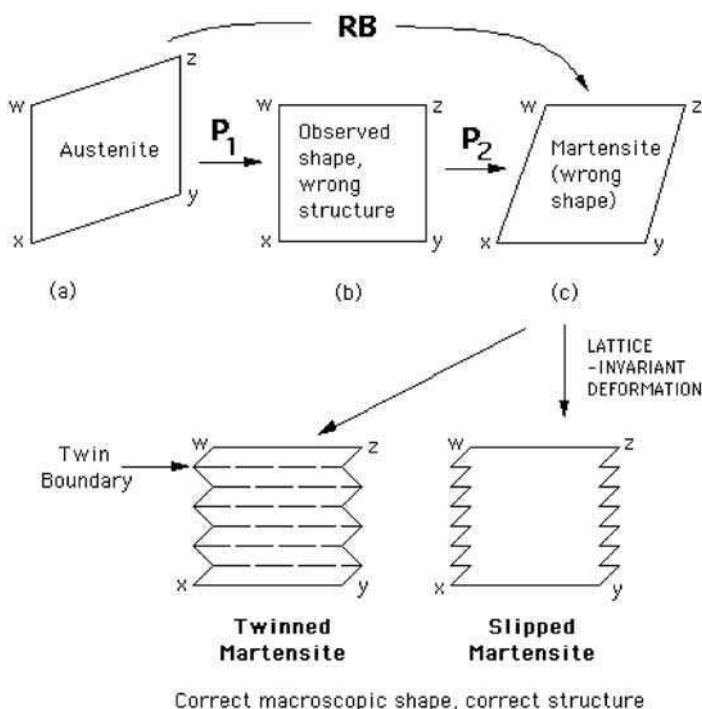 RB
w
z
Austenite
x
y
P1
w
z
Observed
shape,
wrong
structure
x
y
P2
w
z
Martensite
(wrong
shape)
x
y
(a)
(b)
(c)
LATTICE
-INVARIANT
DEFORMATION
Twin
Boundary
w
z
x
y
w
z
x
y
Twinned
Martensite
Slipped
Martensite
Correct macroscopic shape, correct structure